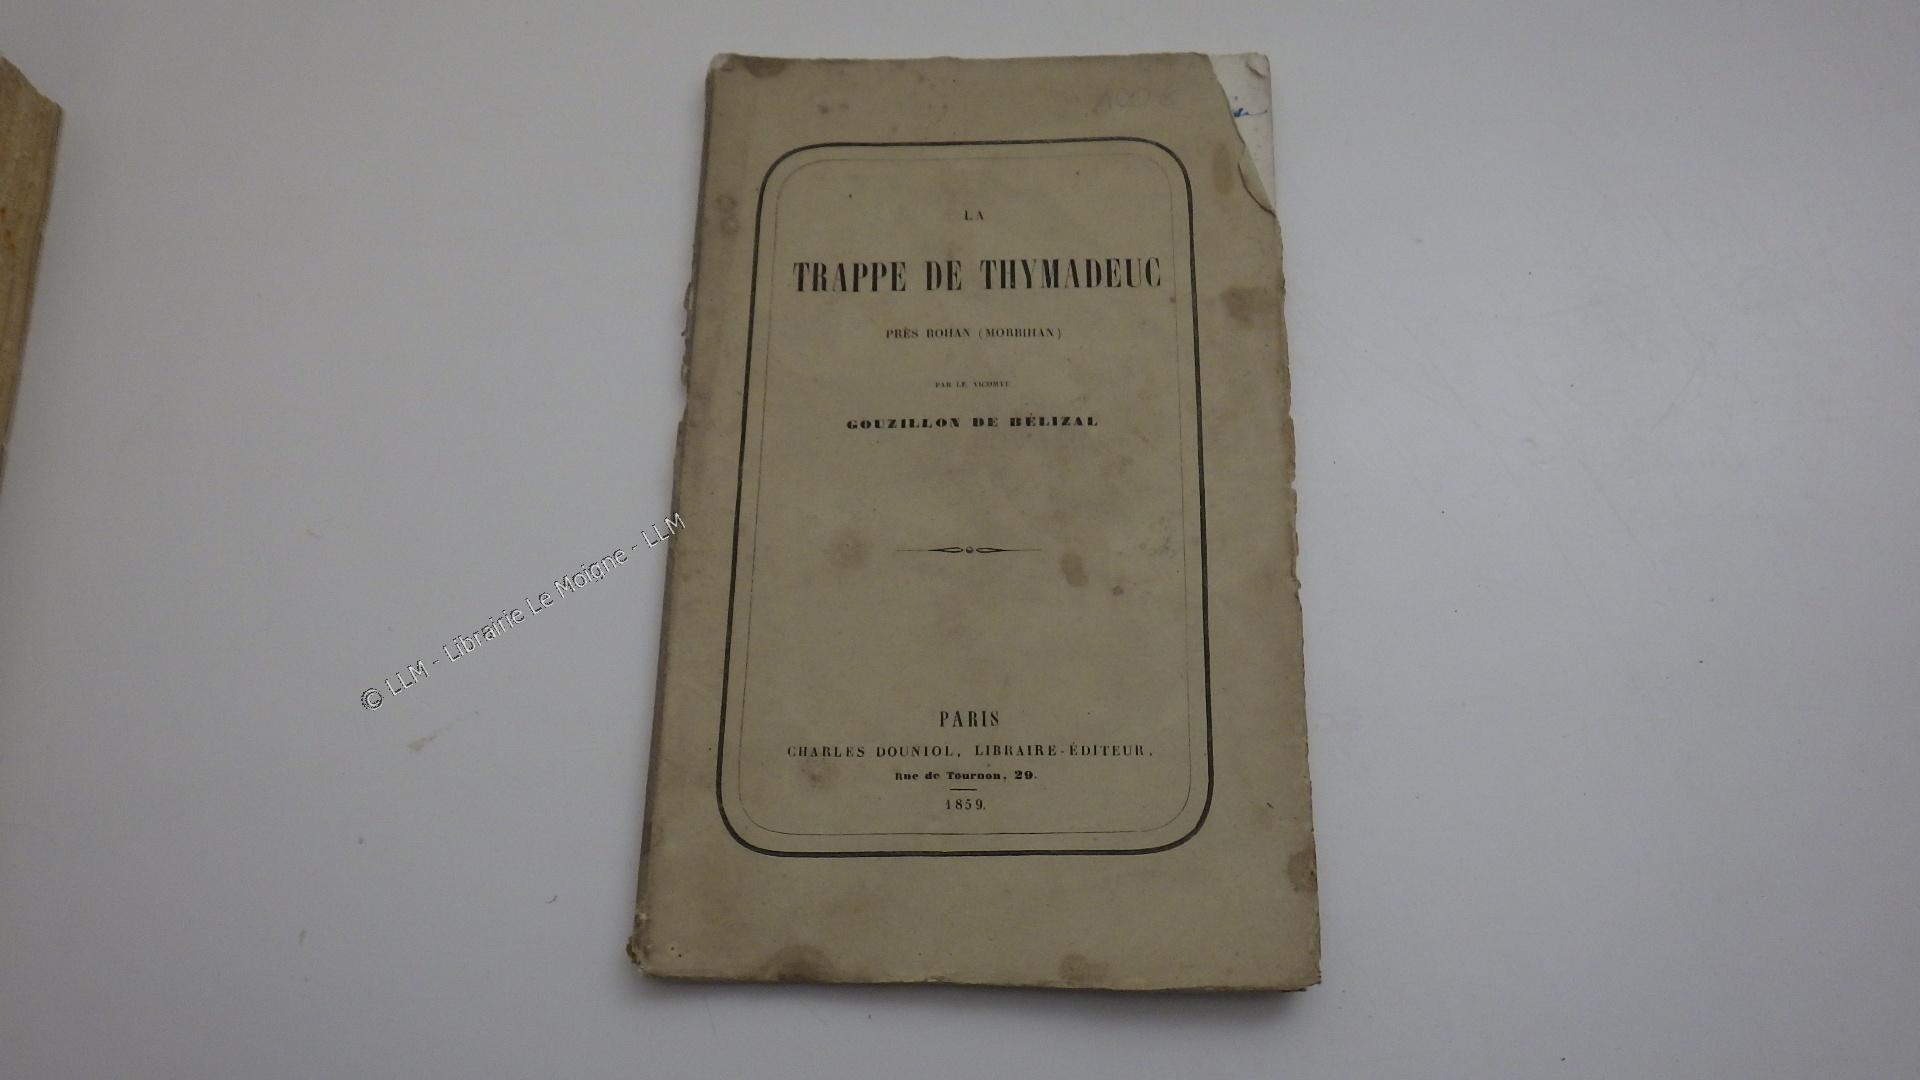 LA
TRAPPE DE THYMADEUC
PRÈS ROHAN (MORBIHAN)
PAR LE VICOMTE
GOUZILLON DE BÉLIZAL
PARIS
CHARLES DOUNIOL, LIBRAIRE-ÉDITEUR,
Rue de Tournon, 29.
1859.
© LLM - Librairie Le Moigne - LLM